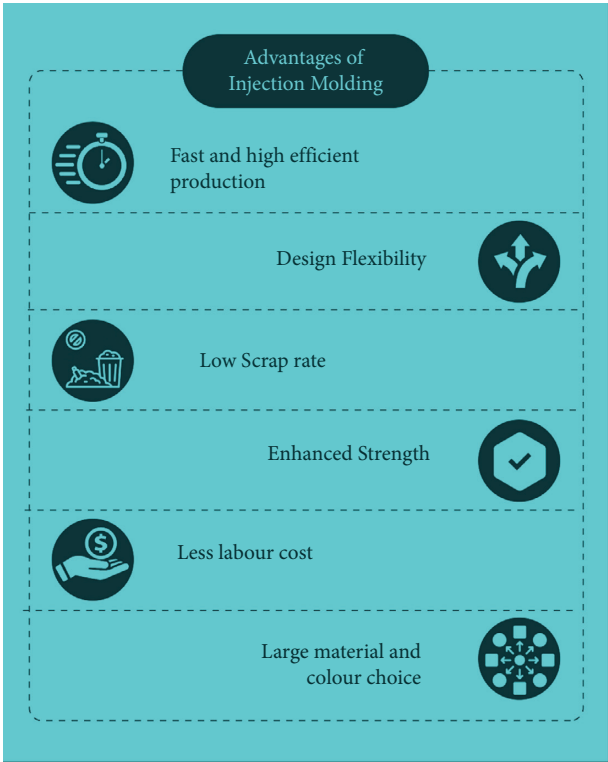 Advantages of
Injection Molding
Fast and high efficient
production
Design Flexibility
Low Scrap rate
Enhanced Strength
$
Less labour cost
Large material and
colour choice